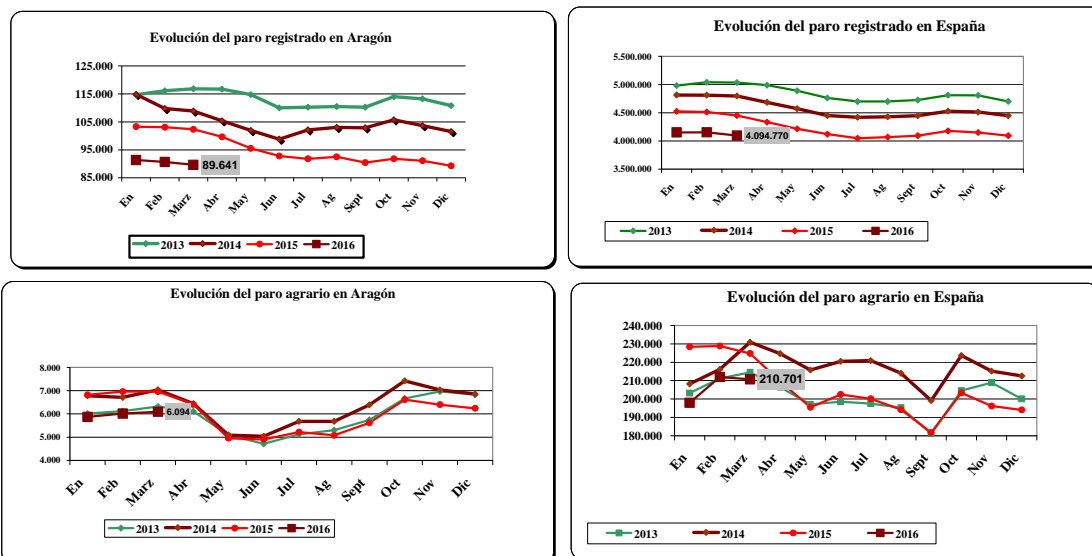 Evolución del paro registrado en Aragón
125.000
115.000
105.000
95.000
85.000
89.641
En
Feb
Marz
Abr
May
Jun
Jul
Ag
Sept
Oct
Nov
Dic
2013 2014 2015 2016
Evolución del paro registrado en España
5.500.000
5.000.000
4.500.000
4.000.000
3.500.000
4.094.770
En
Feb
Marz
Abr
May
Jun
Jul
Ag
Sept
Oct
Nov
Dic
2013 2014 2015 2016
Evolución del paro agrario en Aragón
8.000
7.000
6.000
5.000
4.000
6.094
En
Feb
Marz
Abr
May
Jun
Jul
Ag
Sept
Oct
Nov
Dic
2013 2014 2015 2016
Evolución del paro agrario en España
240.000
230.000
220.000
210.000
200.000
190.000
180.000
210.701
En
Feb
Marz
Abr
May
Jun
Jul
Ag
Sept
Oct
Nov
Dic
2013 2014 2015 2016